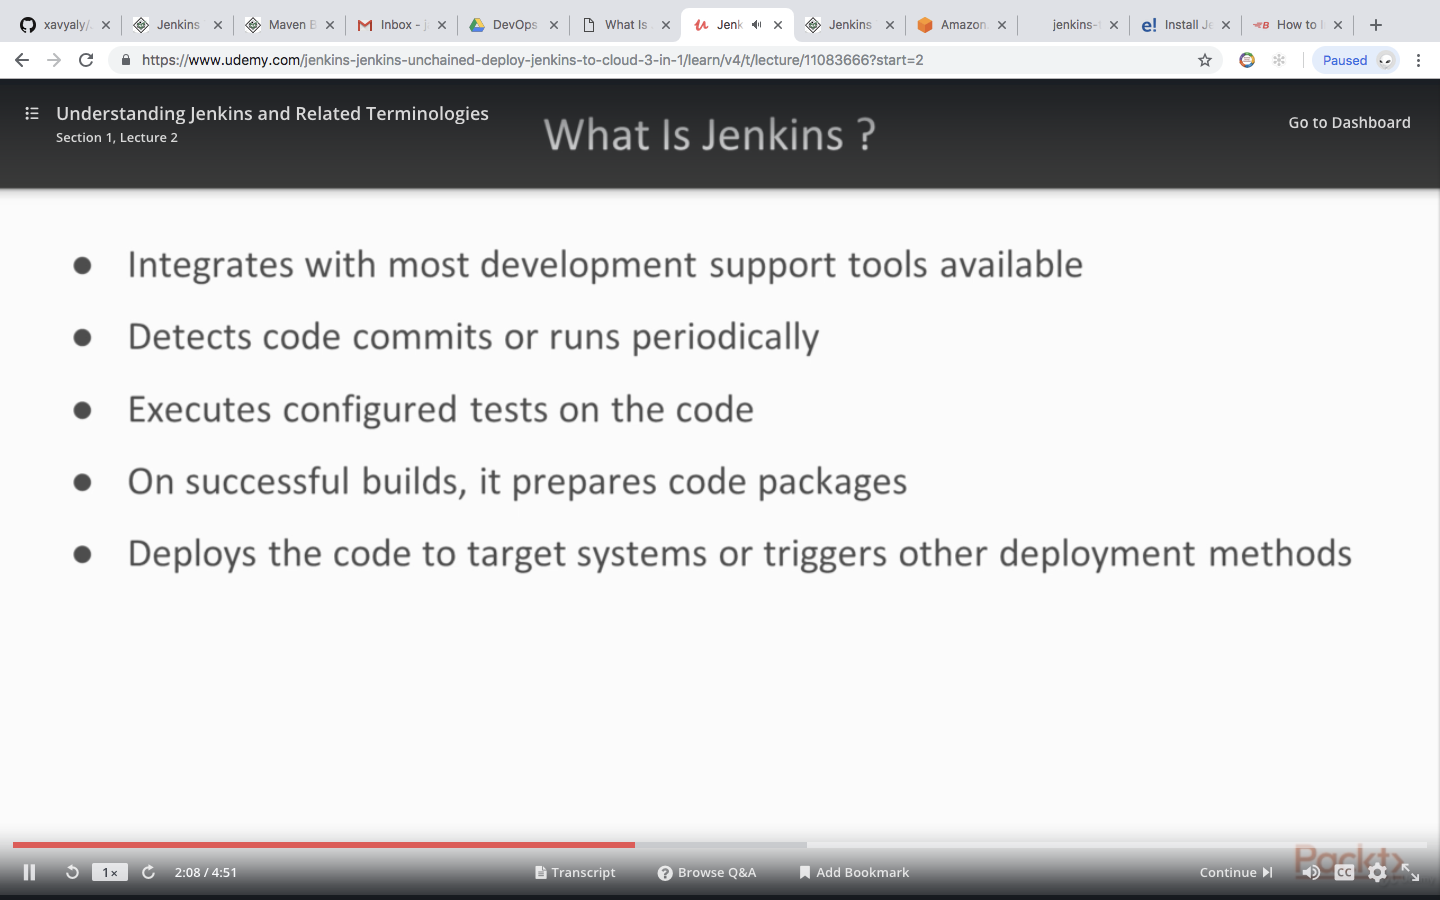 xavyaly/
Jenkins
Maven B
Inbox - j
DevOps
What Is
Jenk
Jenkins
Amazon
jenkins-
Install Je
How to I
https://www.udemy.com/jenkins-jenkins-unchained-deploy-jenkins-to-cloud-3-in-1/learn/v4/t/lecture/11083666?start=2
Paused
Understanding Jenkins and Related Terminologies
Section 1, Lecture 2
What Is Jenkins ?
Go to Dashboard
● Integrates with most development support tools available
● Detects code commits or runs periodically
● Executes configured tests on the code
● On successful builds, it prepares code packages
● Deploys the code to target systems or triggers other deployment methods
1x
2:08 / 4:51
Transcript
Browse Q&A
Add Bookmark
Continue
CC
Packt>